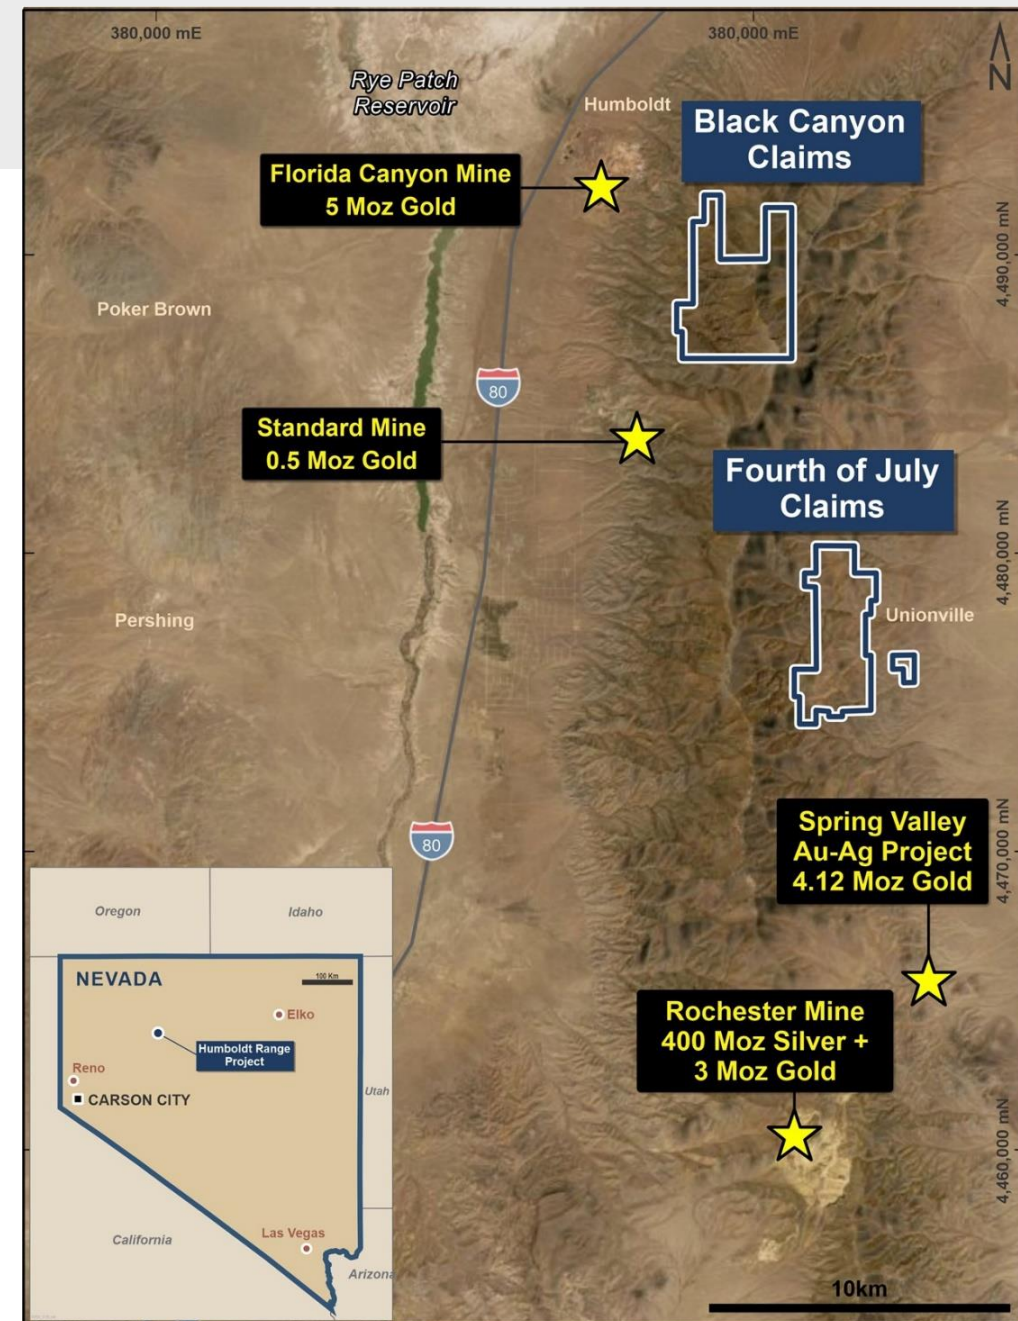 380,000 mE
380,000 mE
N
Rye Patch
Reservoir
Humboldt
Black Canyon
Claims
Florida Canyon Mine
5 Moz Gold
4,490,000 mN
Poker Brown
80
Standard Mine
0.5 Moz Gold
Fourth of July
Claims
4,480,000 mN
Pershing
Unionville
80
Spring Valley
Au-Ag Project
4.12 Moz Gold
4,470,000 mN
Rochester Mine
400 Moz Silver +
3 Moz Gold
4,460,000 mN
10km
Oregon
Idaho
NEVADA
100 Km
Elko
Humboldt Range
Project
Reno
Utah
CARSON CITY
California
Las Vegas
Arizona